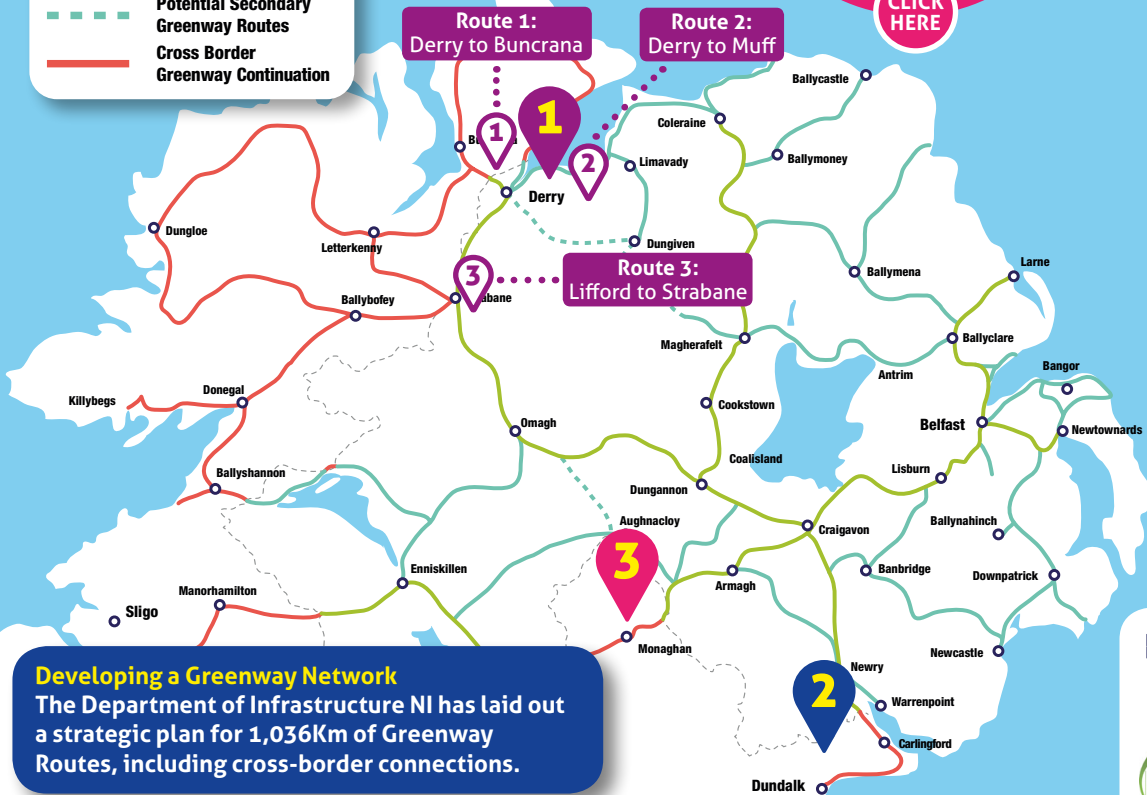 Potential Secondary
Greenway Routes
Cross Border
Greenway Continuation
CLICK
HERE
Route 1:
Derry to Buncrana
Route 2:
Derry to Muff
1
1
2
Ballycastle
Coleraine
Ballymoney
Limavady
Derry
Dungloe
Letterkenny
Dungiven
Ballymena
Larne
3
Route 3:
Lifford to Strabane
Ballybofey
Magherafelt
Ballyclare
Antrim
Bangor
Killybegs
Donegal
Cookstown
Belfast
Newtownards
Omagh
Coalisland
Ballyshannon
Lisburn
Dungannon
Aughnacloy
Craigavon
Ballynahinch
3
Enniskillen
Armagh
Banbridge
Downpatrick
Manorhamilton
Sligo
Monaghan
Newcastle
Newry
2
Warrenpoint
Carlingford
Dundalk
Developing a Greenway Network
The Department of Infrastructure NI has laid out
a strategic plan for 1,036Km of Greenway
Routes, including cross-border connections.